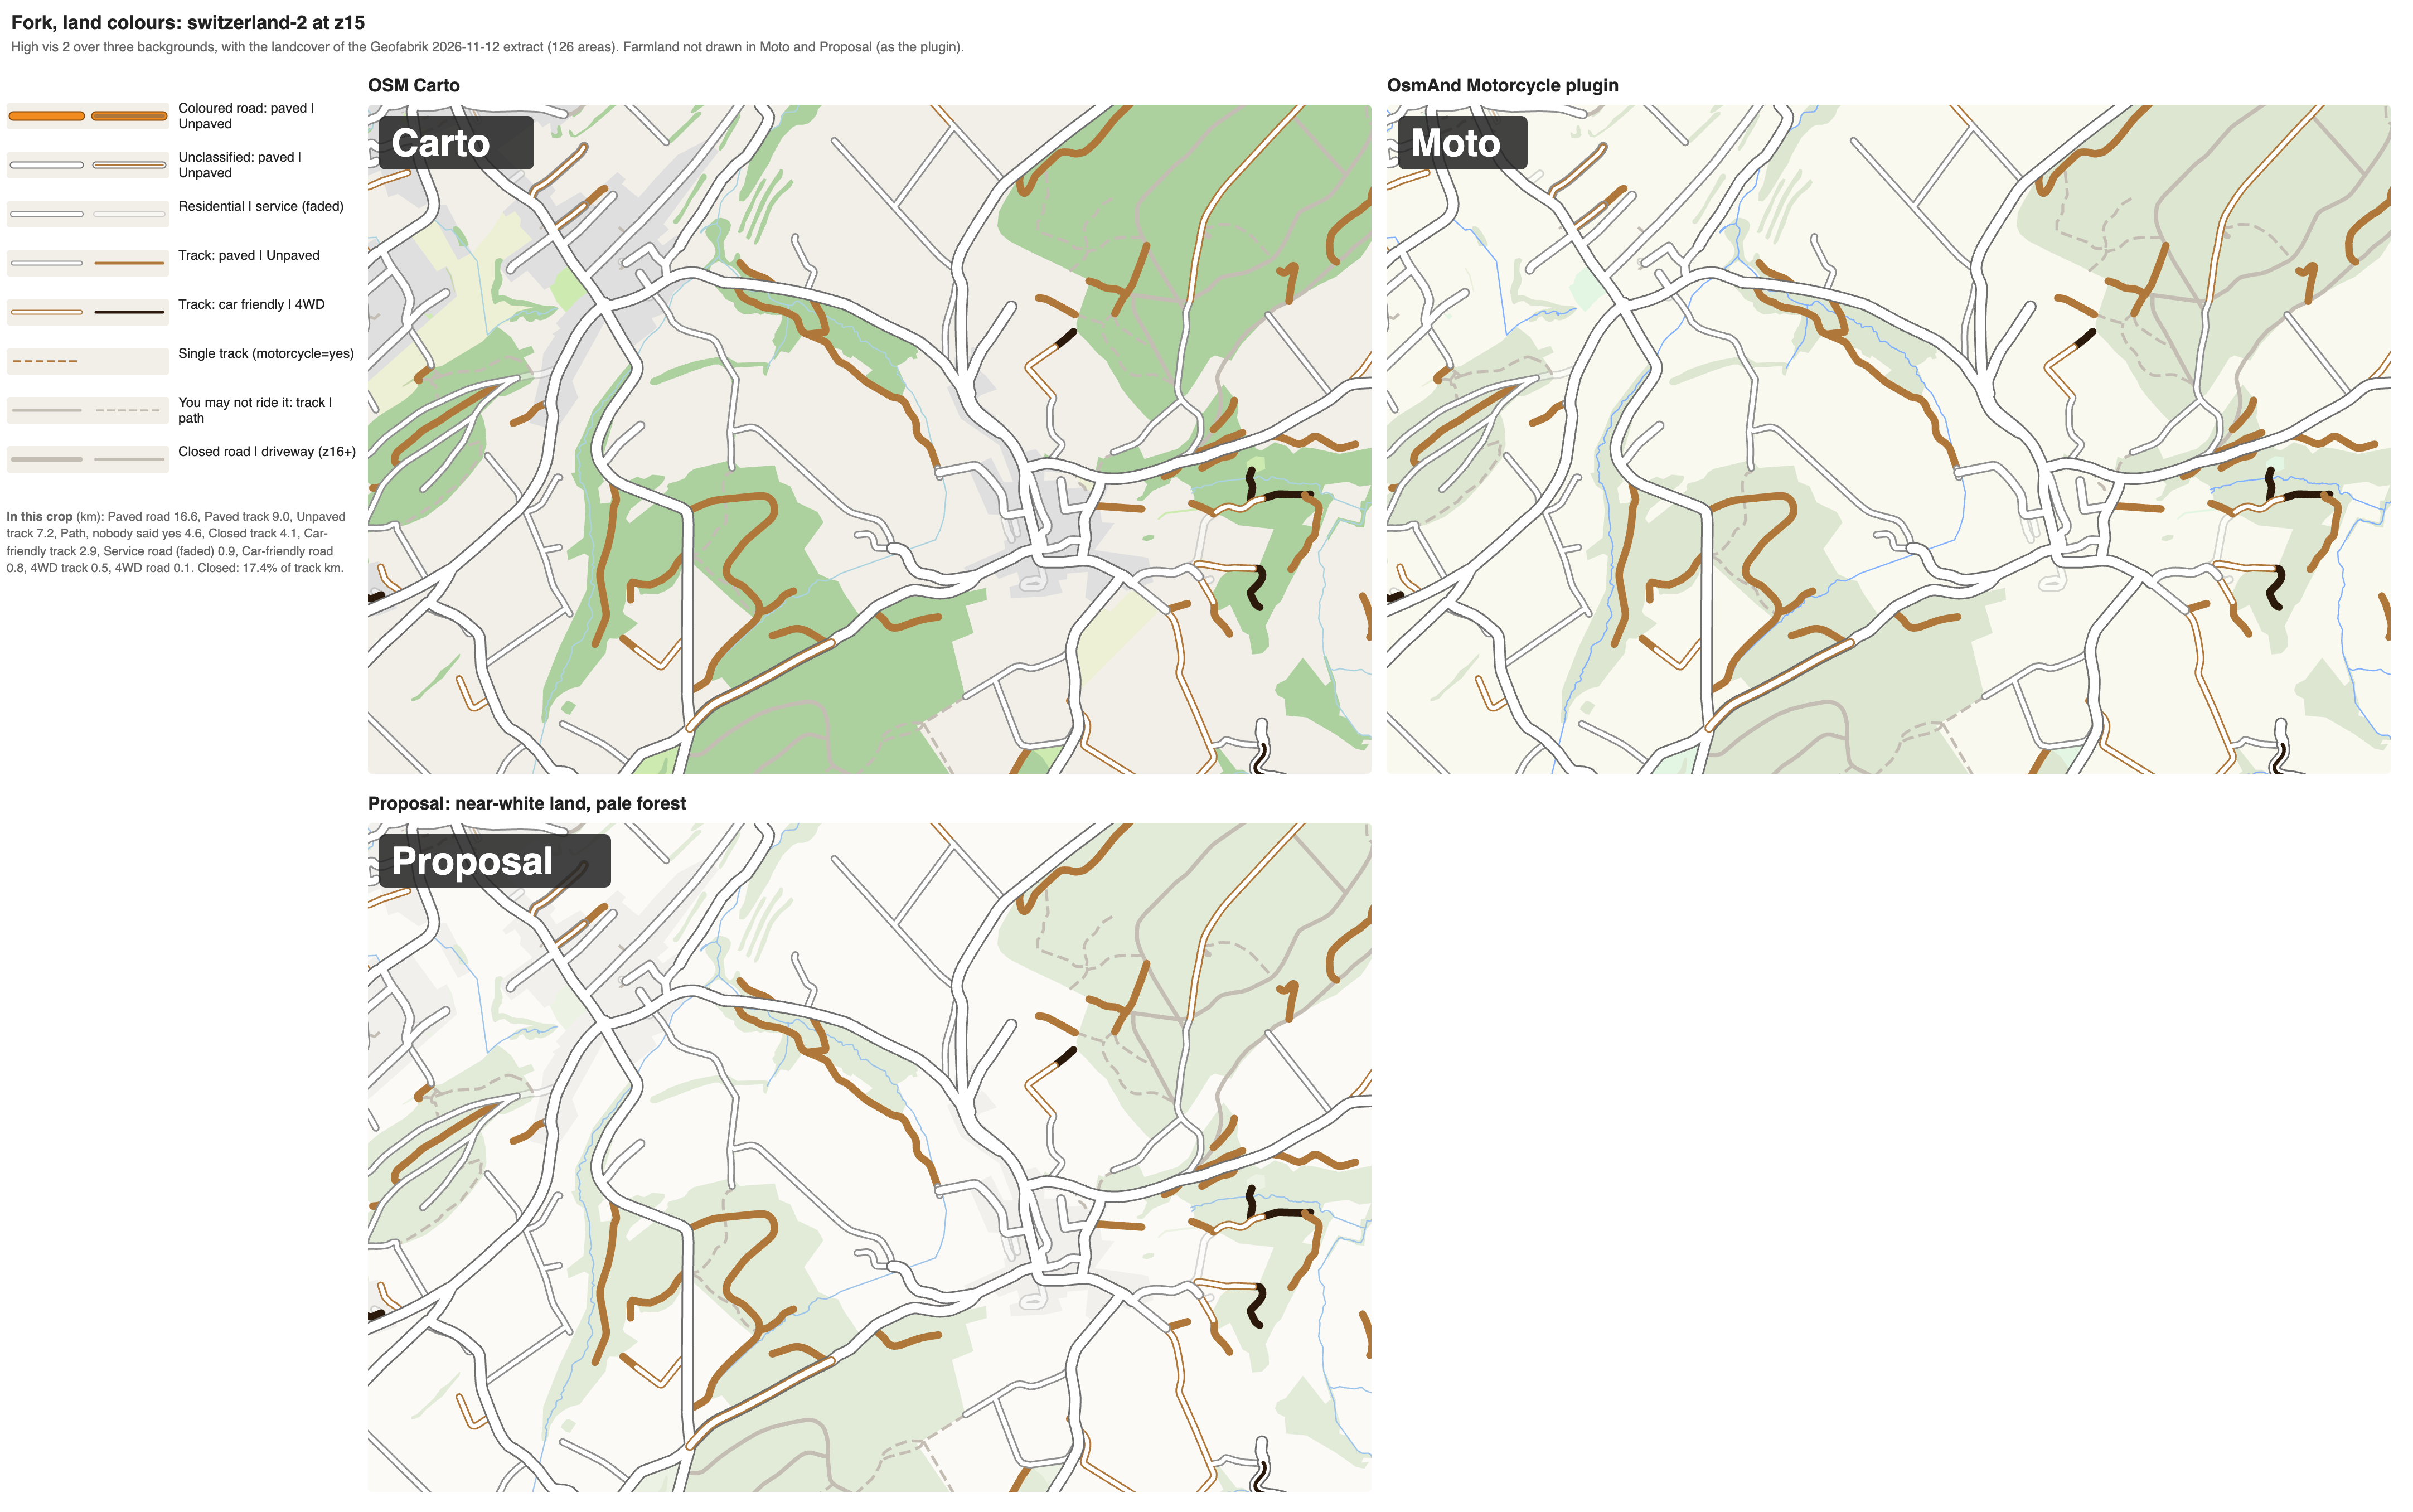 Fork, land colours: switzerland-2 at z15
High vis 2 over three backgrounds, with the landcover of the Geofabrik 2026-11-12 extract (126 areas). Farmland not drawn in Moto and Proposal (as the plugin).
Coloured road: paved |
Unpaved
Unclassified: paved |
Unpaved
Residential | service (faded)
Track: paved | Unpaved
Track: car friendly | 4WD
Single track (motorcycle=yes)
You may not ride it: track |
path
Closed road | driveway (z16+)
In this crop (km): Paved road 16.6, Paved track 9.0, Unpaved
track 7.2, Path, nobody said yes 4.6, Closed track 4.1, Car-
friendly track 2.9, Service road (faded) 0.9, Car-friendly road
0.8, 4WD track 0.5, 4WD road 0.1. Closed: 17.4% of track km.
OSM Carto
Carto
OsmAnd Motorcycle plugin
Moto
Proposal: near-white land, pale forest
Proposal